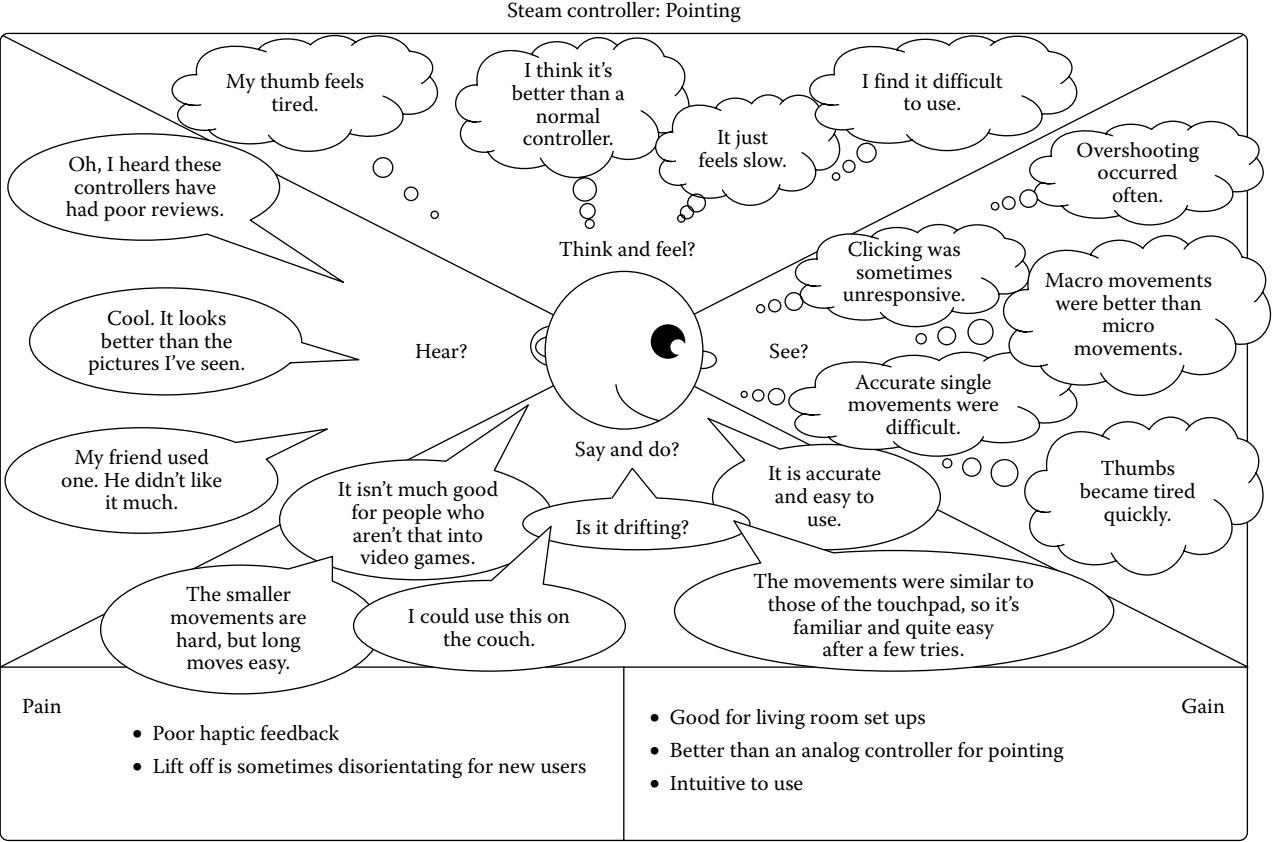 Steam controller: Pointing
My thumb feels
tired.
I think it's
better than a
normal
controller.
It just
feels slow.
I find it difficult
to use.
Oh, I heard these
controllers have
had poor reviews.
Overshooting
occurred
often.
Think and feel?
Clicking was
sometimes
unresponsive.
Macro movements
were better than
micro
movements.
Cool. It looks
better than the
pictures I've seen.
Hear?
See?
Accurate single
movements were
difficult.
My friend used
one. He didn't like
it much.
Say and do?
Thumbs
became tired
quickly.
It isn't much good
for people who
aren't that into
video games.
Is it drifting?
It is accurate
and easy to
use.
The smaller
movements are
hard, but long
moves easy.
I could use this on
the couch.
The movements were similar to
those of the touchpad, so it's
familiar and quite easy
after a few tries.
Pain
• Poor haptic feedback
• Lift off is sometimes disorientating for new users
Gain
• Good for living room set ups
• Better than an analog controller for pointing
• Intuitive to use